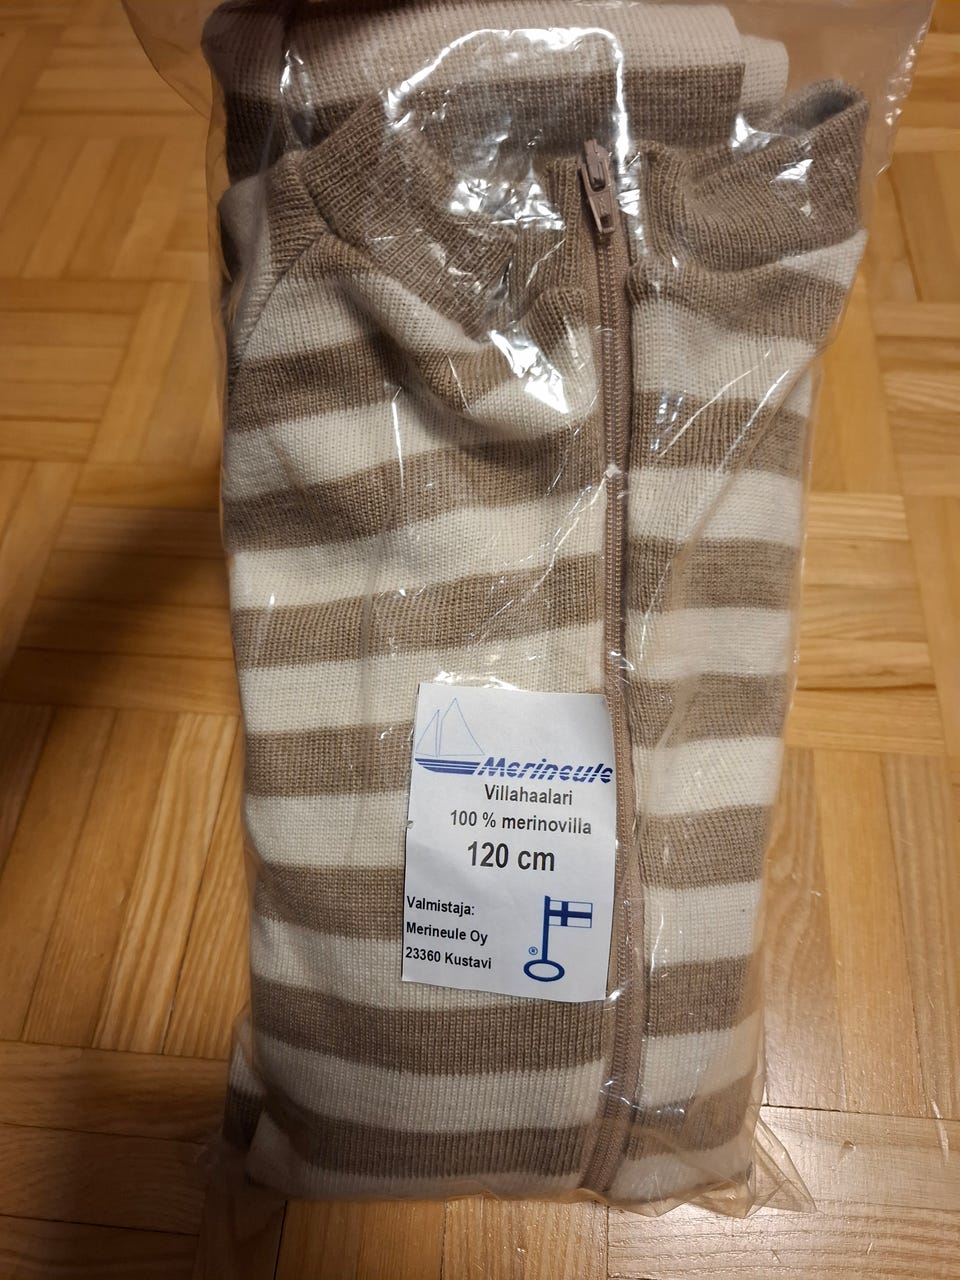 Merineule
Villahaalari
100 % merinovilla
120 cm
Valmistaja:
Merineule Oy
23360 Kustavi
®